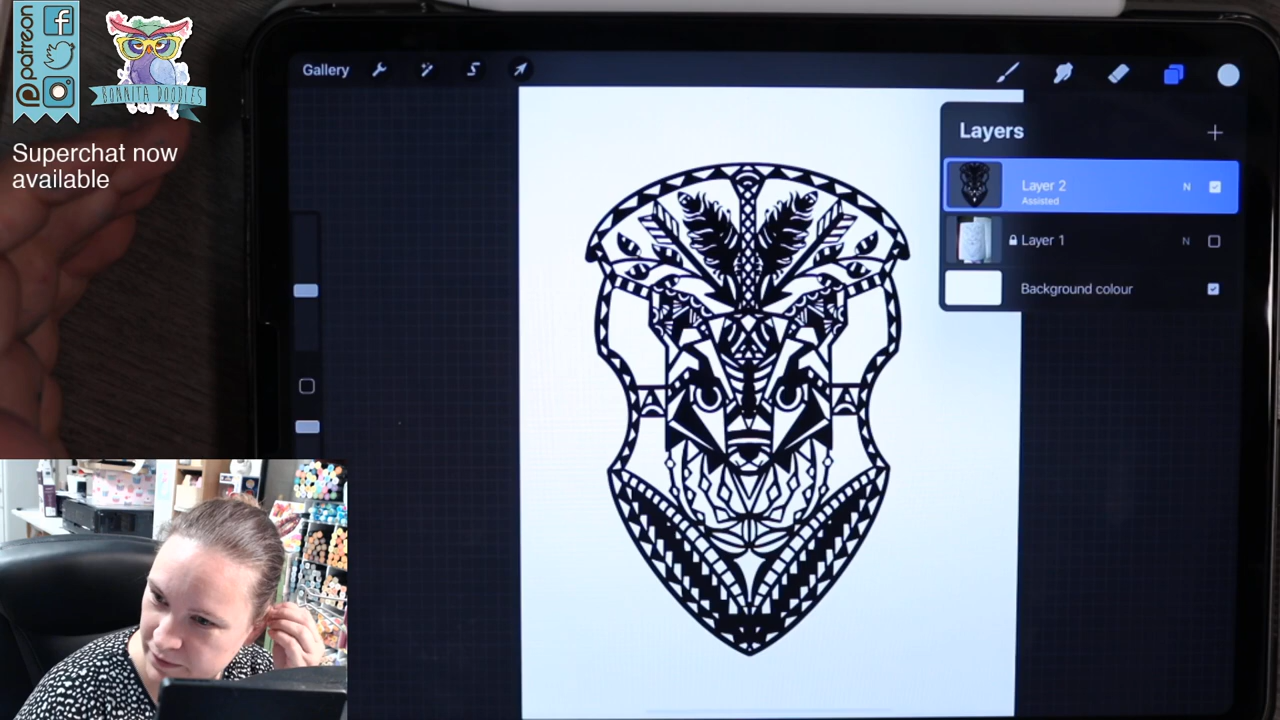 patreon
BONNITA DOODLES
Superchat now
available
Gallery
Layers
Layer 2
N
Assisted
Layer 1
N
Background colour